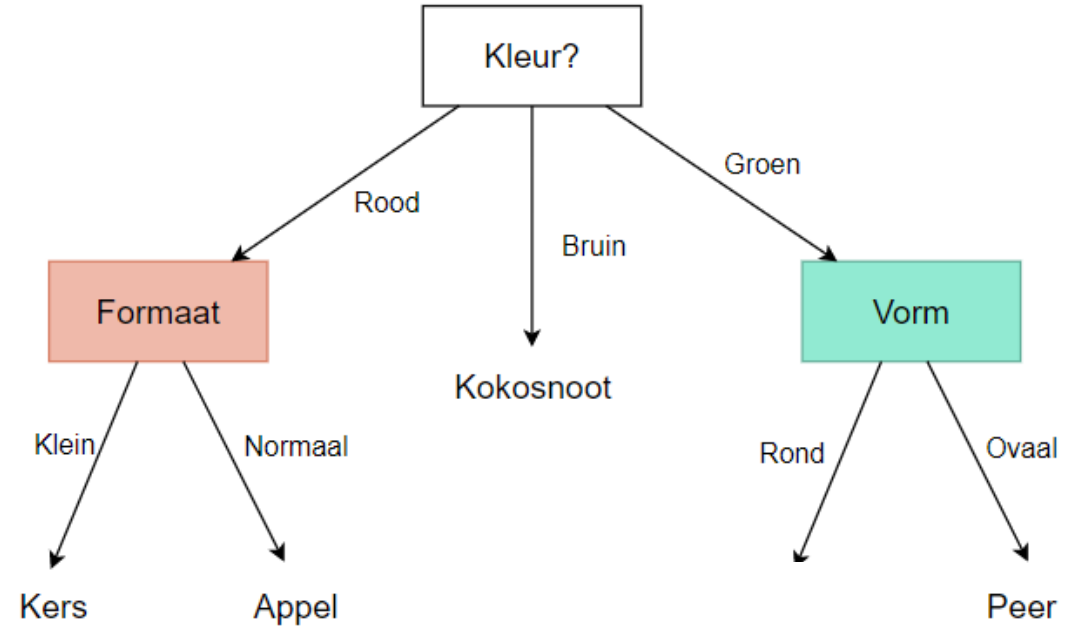 Kleur?
Rood
Bruin
Groen
Formaat
Kokosnoot
Vorm
Klein
Normaal
Rond
Ovaal
Kers
Appel
Peer